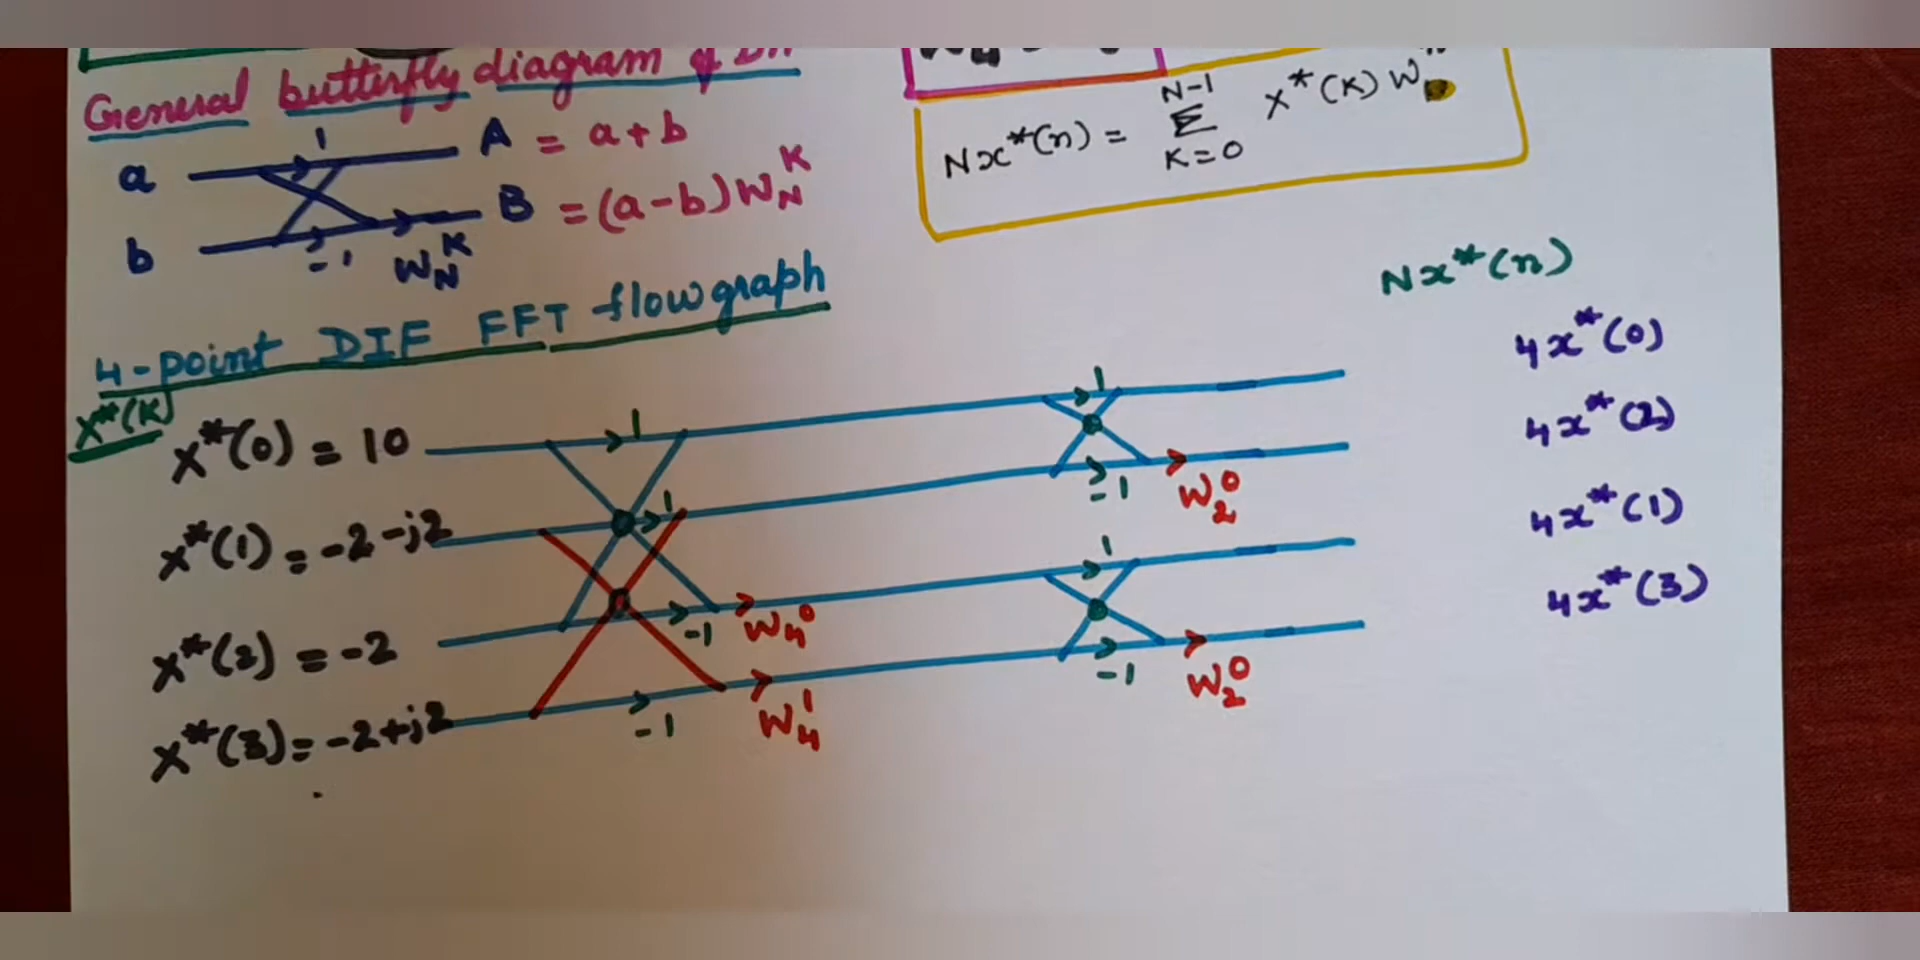 General butterfly diagram of
a 1 A = a+b
b -1 W_N^K B = (a-b)W_N^K
Nx*(n) = Σ_{K=0}^{N-1} X*(K) W
4-point DIF FFT flowgraph
Nx*(n)
X*(K)
X*(0) = 10 1 1 4x*(0)
X*(1) = -2-j2 1 -1 W_2^0 4x*(2)
X*(2) = -2 -1 W_4^0 1 4x*(1)
X*(3) = -2+j2 -1 W_4^1 -1 W_2^0 4x*(3)